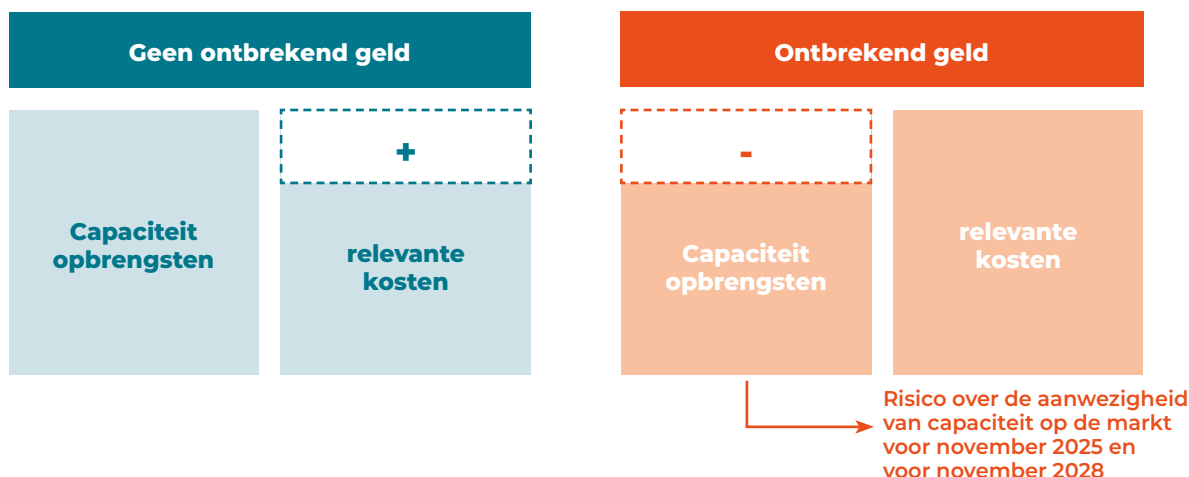 Geen ontbrekend geld
+
Capaciteit
opbrengsten
relevante
kosten
Ontbrekend geld
-
Capaciteit
opbrengsten
relevante
kosten
Risico over de aanwezigheid
van capaciteit op de markt
voor november 2025 en
voor november 2028